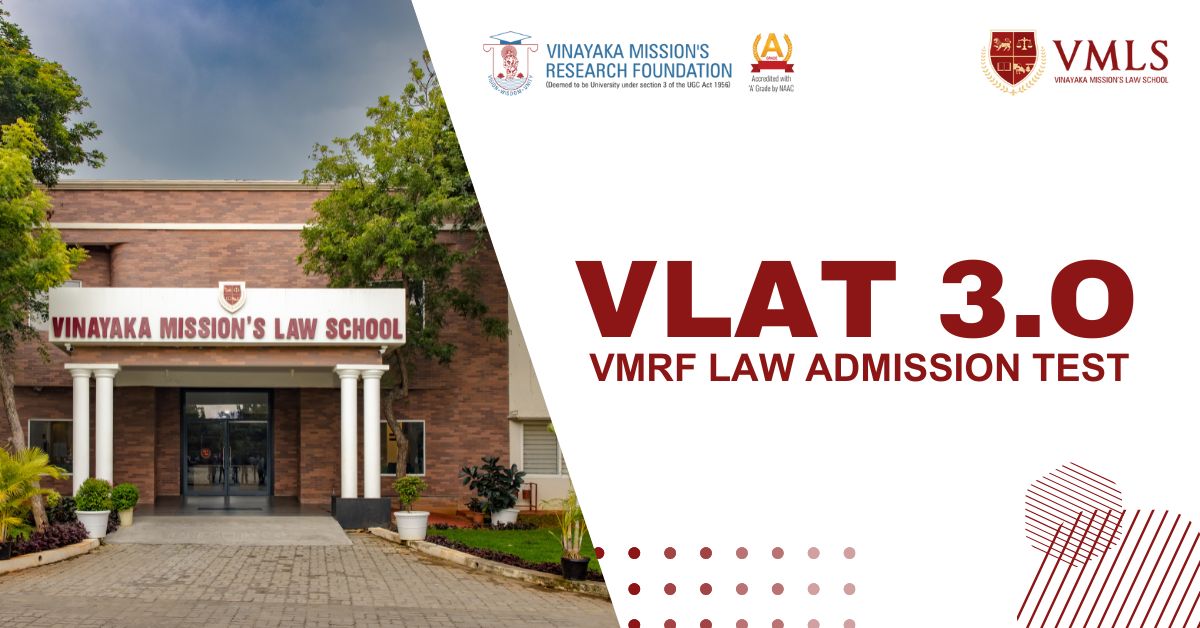 VINAYAKA MISSION'S
RESEARCH FOUNDATION
(Deemed to be University under section 3 of the UGC Act 1956)
A
GRADE
Accredited with
'A' Grade by NAAC
VMLS
VINAYAKA MISSION'S LAW SCHOOL
VINAYAKA MISSION'S LAW SCHOOL
VLAT 3.O
VMRF LAW ADMISSION TEST